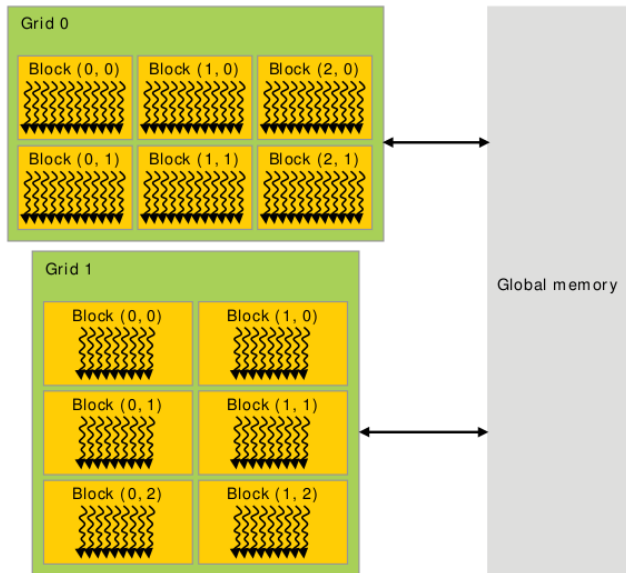 Grid 0
Block (0, 0) Block (1, 0) Block (2, 0)
Block (0, 1) Block (1, 1) Block (2, 1)
Grid 1
Global memory
Block (0, 0) Block (1, 0)
Block (0, 1) Block (1, 1)
Block (0, 2) Block (1, 2)